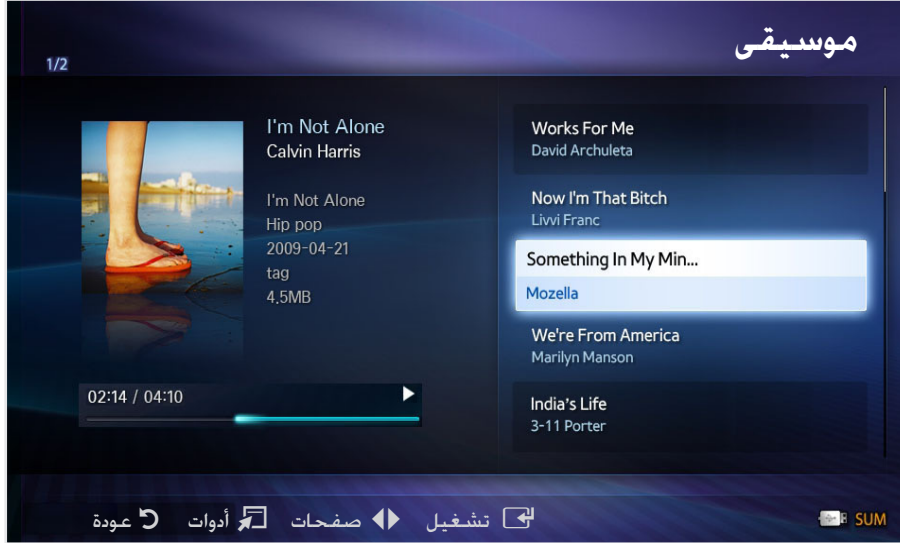 موسيقى
1/2
I'm Not Alone
Calvin Harris
I'm Not Alone
Hip pop
2009-04-21
tag
4.5MB
02:14 / 04:10
Works For Me
David Archuleta
Now I'm That Bitch
Livvi Franc
Something In My Min...
Mozella
We're From America
Marilyn Manson
India's Life
3-11 Porter
تشغيل صفحات أدوات عودة
SUM